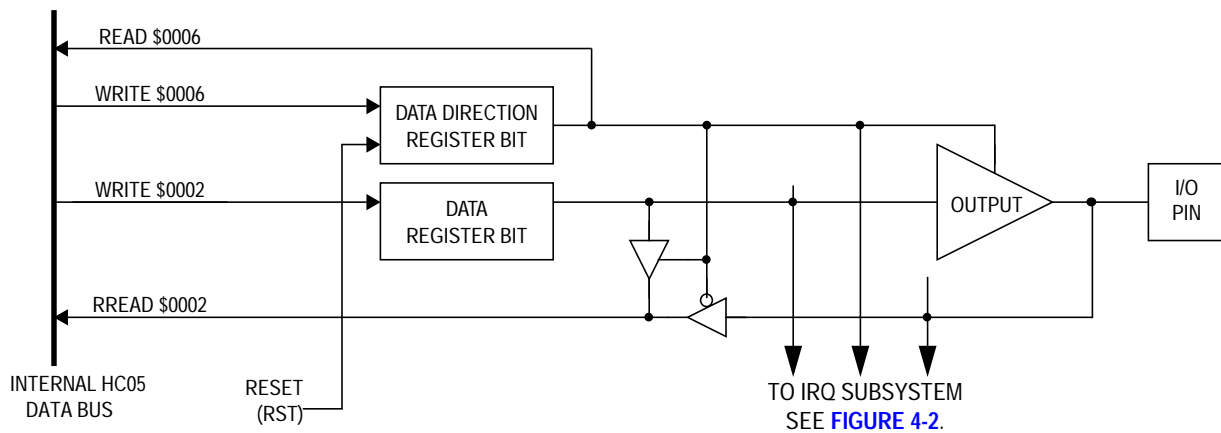 READ $0006
WRITE $0006
DATA DIRECTION
REGISTER BIT
WRITE $0002
DATA
REGISTER BIT
OUTPUT
I/O
PIN
RREAD $0002
INTERNAL HC05
DATA BUS
RESET
(RST)
TO IRQ SUBSYSTEM
SEE FIGURE 4-2.